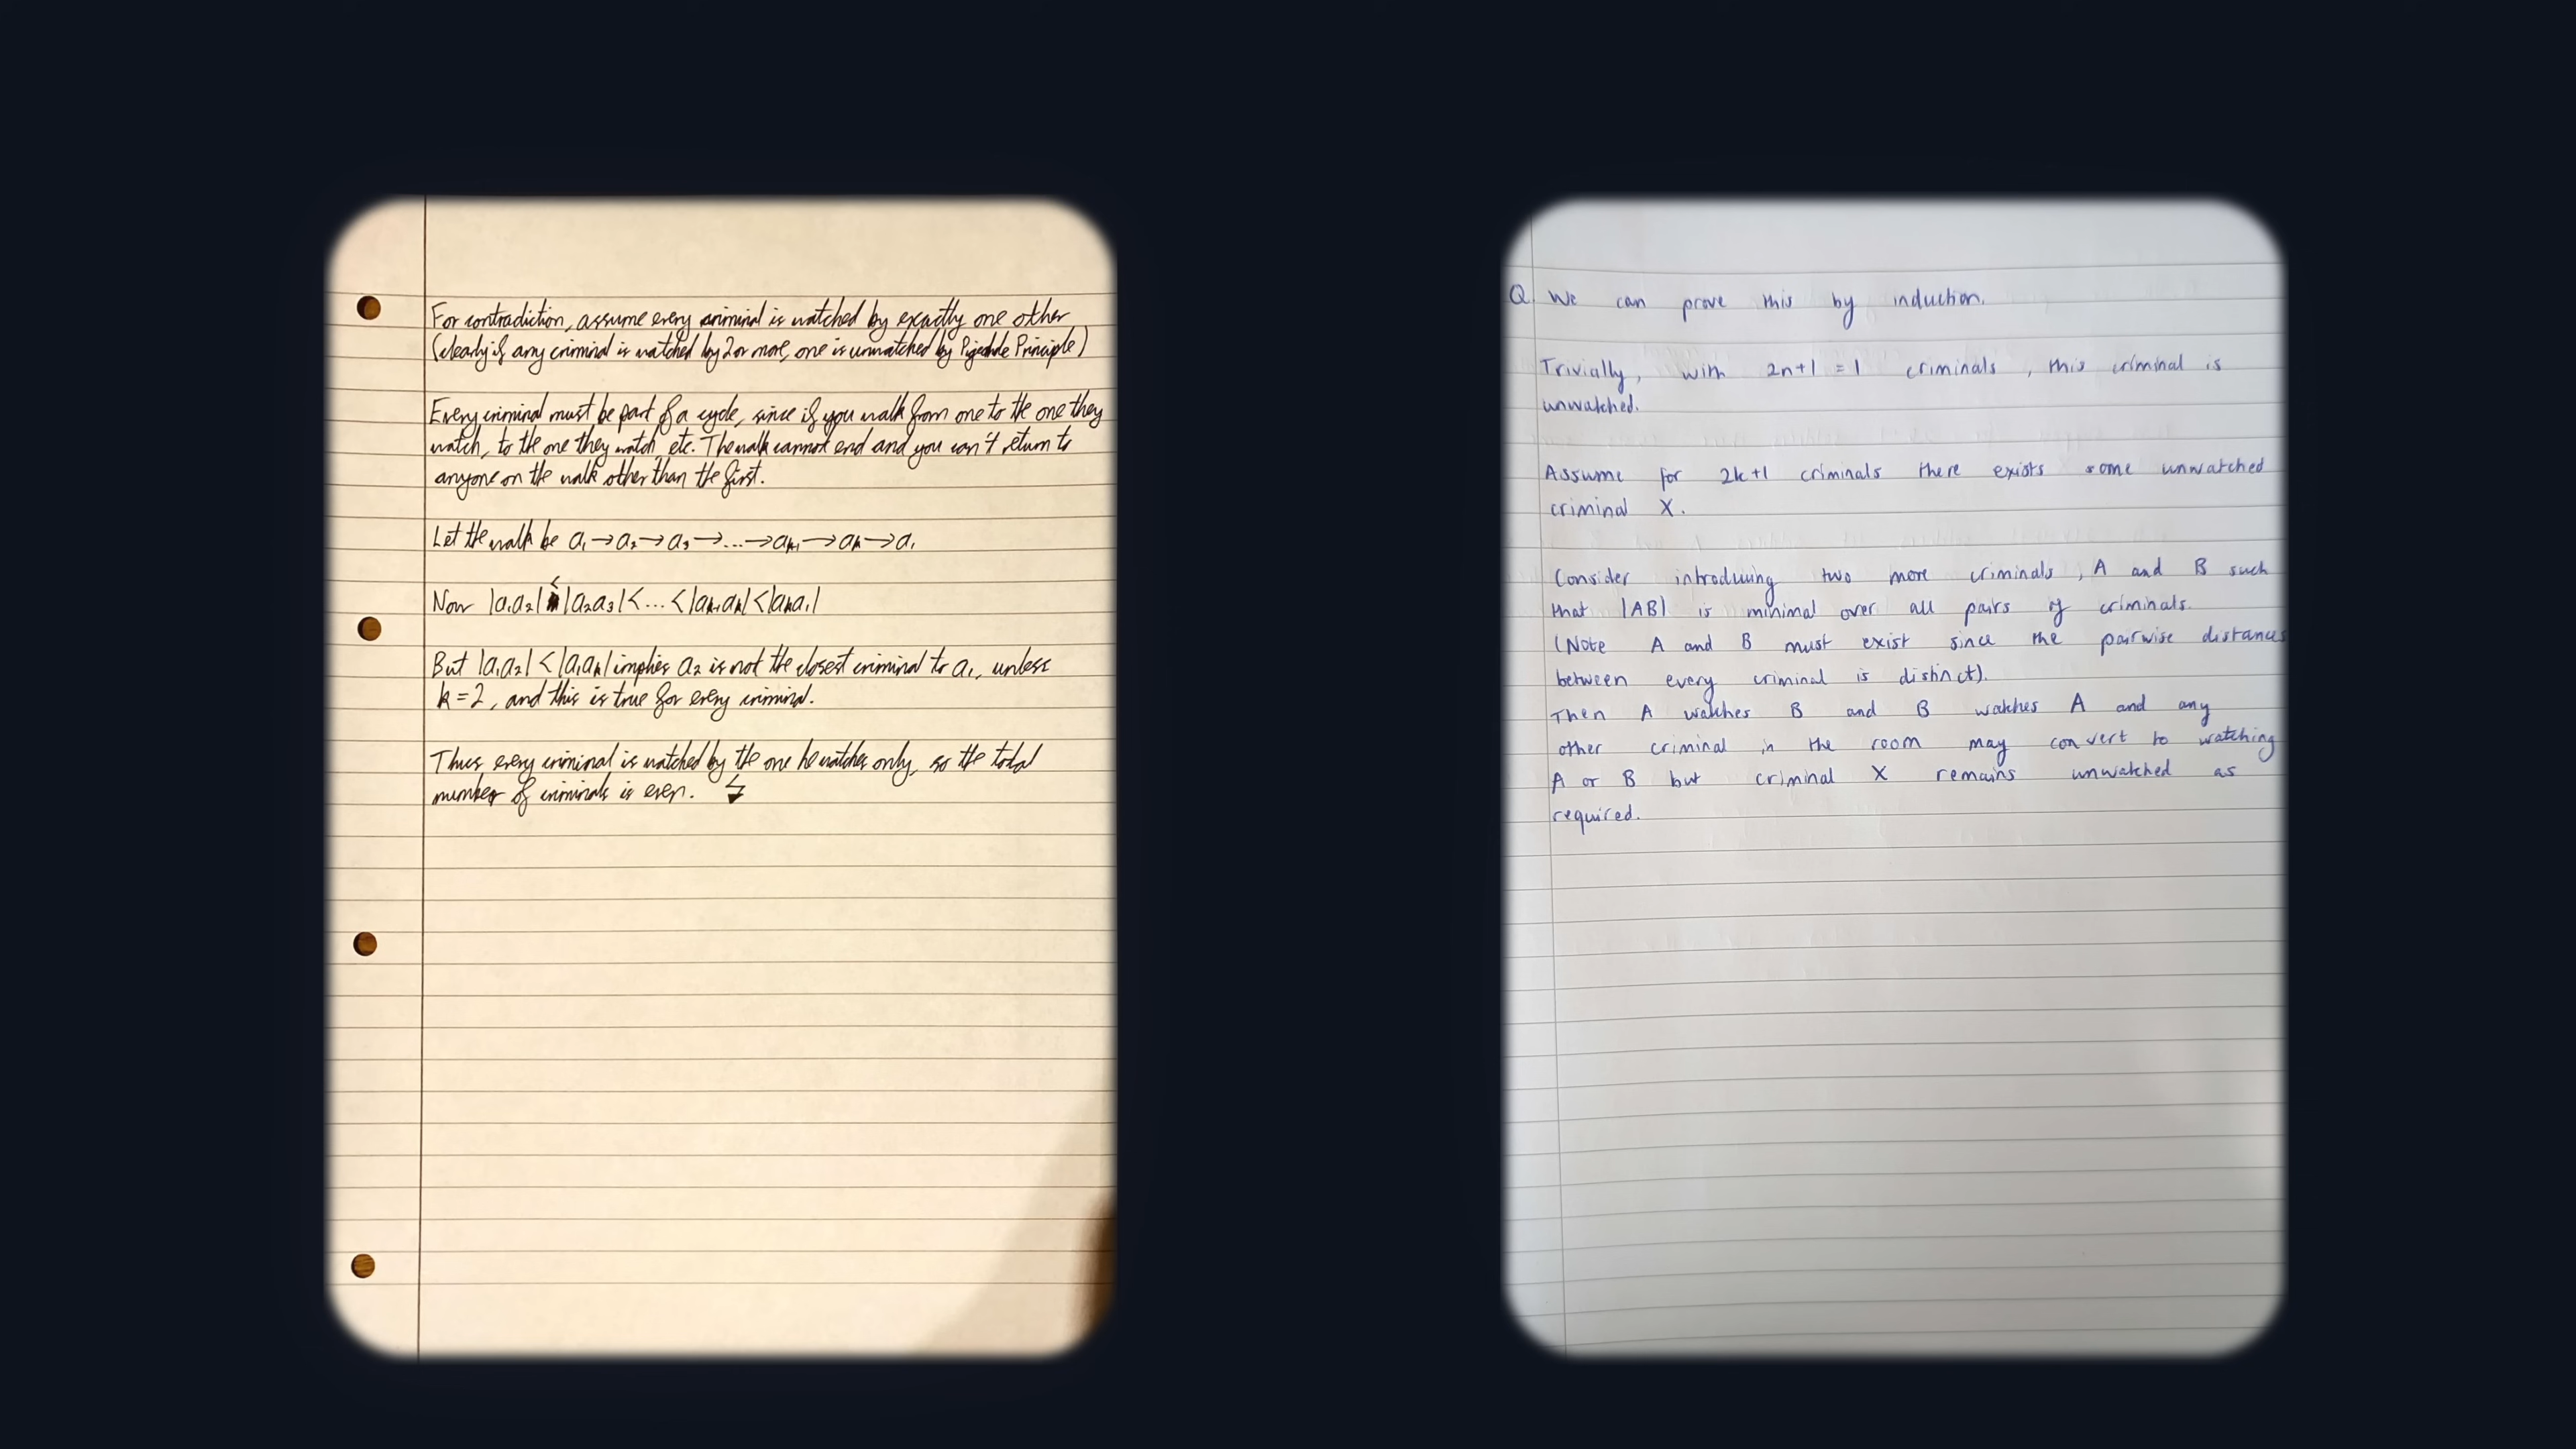 For contradiction, assume every criminal is watched by exactly one other
(clearly if any criminal is watched by 2 or more, one is unwatched by Pigeonhole Principle)
Every criminal must be part of a cycle, since if you walk from one to the one they
watch, to the one they watch, etc. The walk cannot end and you can't return to
anyone on the walk other than the first.
Let the walk be a₁→a₂→a₃→...→aₖ₋₁→aₖ→a₁
Now |a₁a₂|<|a₂a₃|<...<|aₖ₋₁aₖ|<|aₖa₁|
But |a₁a₂|<|a₁aₖ| implies a₂ is not the closest criminal to a₁, unless
k=2, and this is true for every criminal.
Thus every criminal is watched by the one he watches only, so the total
number of criminals is even.
Q. We can prove this by induction.
Trivially, with 2n+1 = 1 criminals, this criminal is
unwatched.
Assume for 2k+1 criminals there exists some unwatched
criminal X.
Consider introducing two more criminals, A and B such
that |AB| is minimal over all pairs of criminals.
(Note A and B must exist since the pairwise distances
between every criminal is distinct).
Then A watches B and B watches A and any
other criminal in the room may convert to watching
A or B but criminal X remains unwatched as
required.